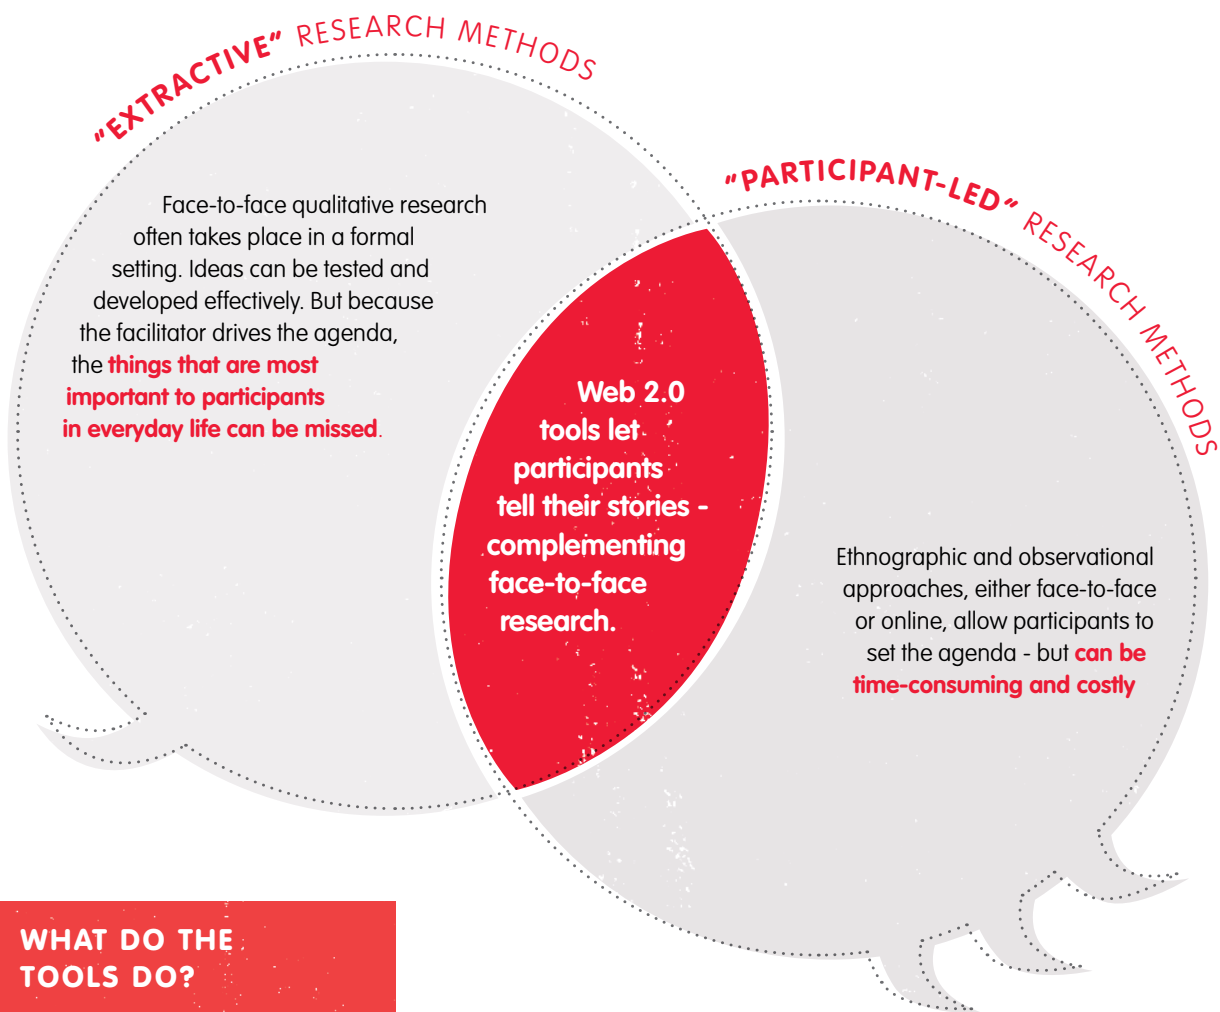 "EXTRACTIVE" RESEARCH METHODS
Face-to-face qualitative research
often takes place in a formal
setting. Ideas can be tested and
developed effectively. But because
the facilitator drives the agenda,
the things that are most
important to participants
in everyday life can be missed.
Web 2.0
tools let
participants
tell their stories -
complementing
face-to-face
research.
"PARTICIPANT-LED" RESEARCH METHODS
Ethnographic and observational
approaches, either face-to-face
or online, allow participants to
set the agenda - but can be
time-consuming and costly
WHAT DO THE
TOOLS DO?